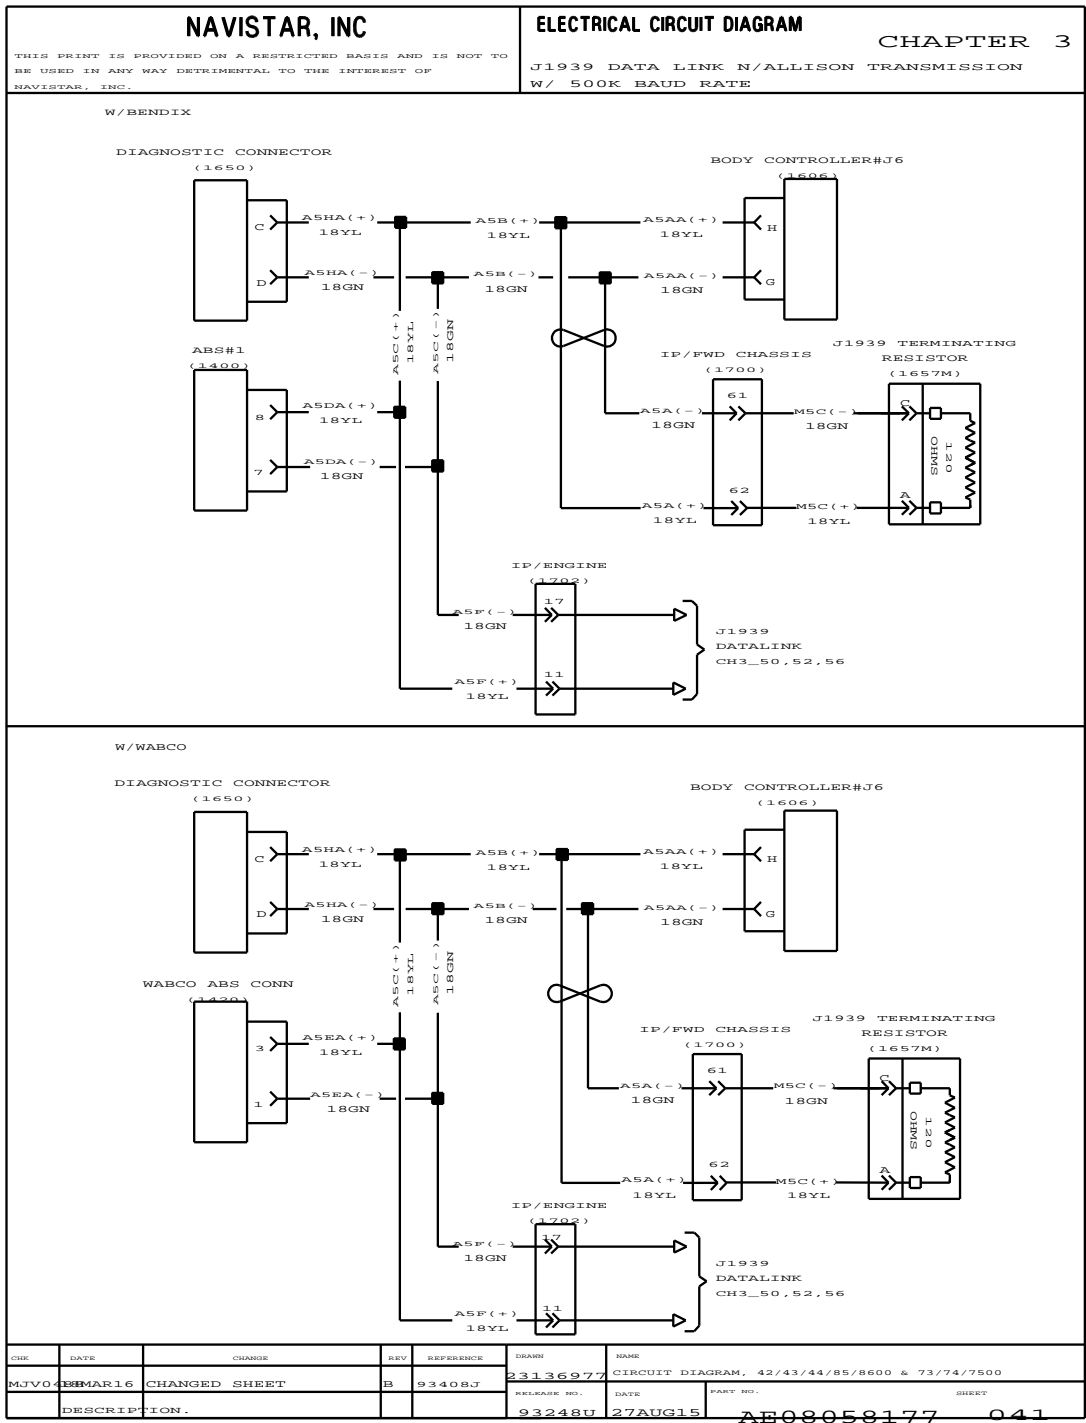 NAVISTAR, INC
THIS PRINT IS PROVIDED ON A RESTRICTED BASIS AND IS NOT TO
BE USED IN ANY WAY DETRIMENTAL TO THE INTEREST OF
NAVISTAR, INC.
ELECTRICAL CIRCUIT DIAGRAM
CHAPTER 3
J1939 DATA LINK N/ALLISON TRANSMISSION
W/ 500K BAUD RATE
W/BENDIX
DIAGNOSTIC CONNECTOR
(1650)
BODY CONTROLLER#J6
(1606)
C
A5HA(+)
18YL
A5B(+)
18YL
A5AA(+)
18YL
H
D
A5HA(-)
18GN
A5B(-)
18GN
A5AA(-)
18GN
G
A5C(+)
18YL
A5C(-)
18GN
ABS#1
(1400)
8
A5DA(+)
18YL
7
A5DA(-)
18GN
IP/FWD CHASSIS
(1700)
J1939 TERMINATING
RESISTOR
(1657M)
A5A(-)
18GN
61
M5C(-)
18GN
C
120
OHMS
A5A(+)
18YL
62
M5C(+)
18YL
A
IP/ENGINE
(1702)
A5F(-)
18GN
17
A5F(+)
18YL
11
J1939
DATALINK
CH3_50,52,56
W/WABCO
DIAGNOSTIC CONNECTOR
(1650)
BODY CONTROLLER#J6
(1606)
C
A5HA(+)
18YL
A5B(+)
18YL
A5AA(+)
18YL
H
D
A5HA(-)
18GN
A5B(-)
18GN
A5AA(-)
18GN
G
A5C(+)
18YL
A5C(-)
18GN
WABCO ABS CONN
(1430)
3
A5EA(+)
18YL
1
A5EA(-)
18GN
IP/FWD CHASSIS
(1700)
J1939 TERMINATING
RESISTOR
(1657M)
A5A(-)
18GN
61
M5C(-)
18GN
C
120
OHMS
A5A(+)
18YL
62
M5C(+)
18YL
A
IP/ENGINE
(1702)
A5F(-)
18GN
17
A5F(+)
18YL
11
J1939
DATALINK
CH3_50,52,56
CHK DATE CHANGE REV REFERENCE
MAR16 CHANGED SHEET B 93408J
DESCRIPTION.
DRAWN
23136977
NAME
CIRCUIT DIAGRAM, 42/43/44/85/8600 & 73/74/7500
RELEASE NO.
93248U
DATE
27AUG15
PART NO.
AE08058177
SHEET
041